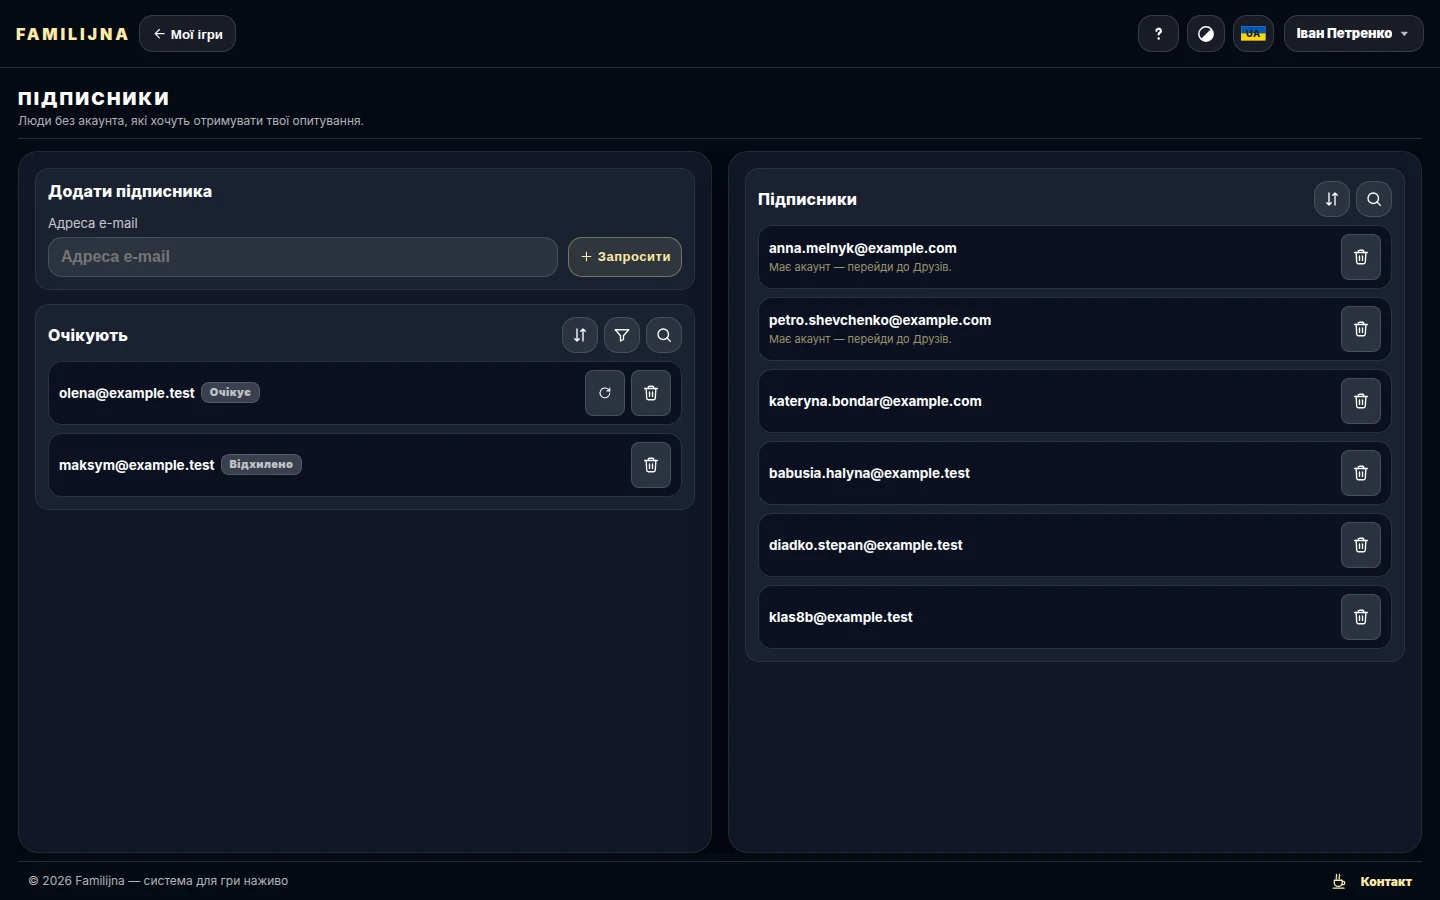 FAMILIJNA
← Мої ігри
?
UA
Іван Петренко
ПІДПИСНИКИ
Люди без акаунта, які хочуть отримувати твої опитування.
Додати підписника
Адреса e-mail
Адреса e-mail
+ Запросити
Очікують
olena@example.test Очікує
maksym@example.test Відхилено
Підписники
anna.melnyk@example.com
Має акаунт — перейди до Друзів.
petro.shevchenko@example.com
Має акаунт — перейди до Друзів.
kateryna.bondar@example.com
babusia.halyna@example.test
diadko.stepan@example.test
klas8b@example.test
© 2026 Familijna — система для гри наживо
Контакт